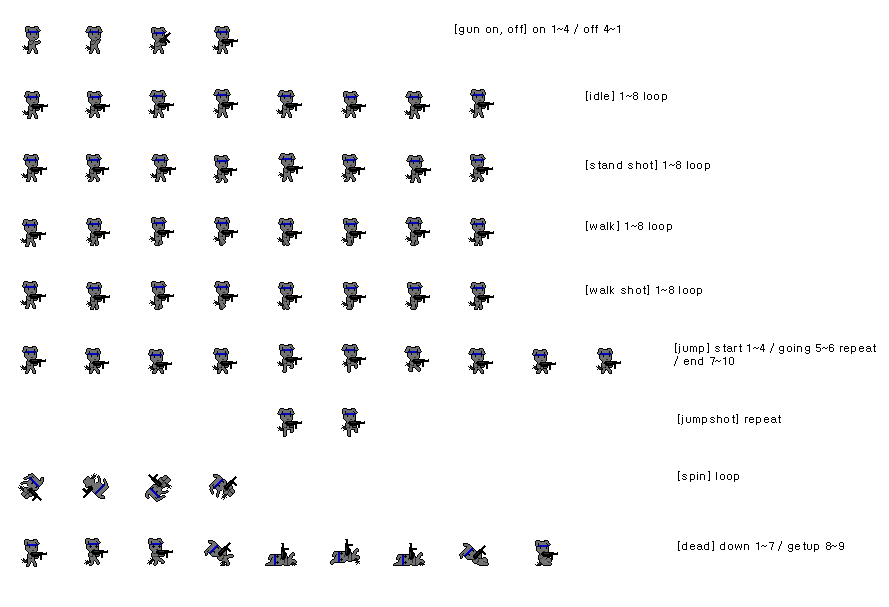 [gun on, off] on 1~4 / off 4~1
[idle] 1~8 loop
[stand shot] 1~8 loop
[walk] 1~8 loop
[walk shot] 1~8 loop
[jump] start 1~4 / going 5~6 repeat
/ end 7~10
[jumpshot] repeat
[spin] loop
[dead] down 1~7 / getup 8~9